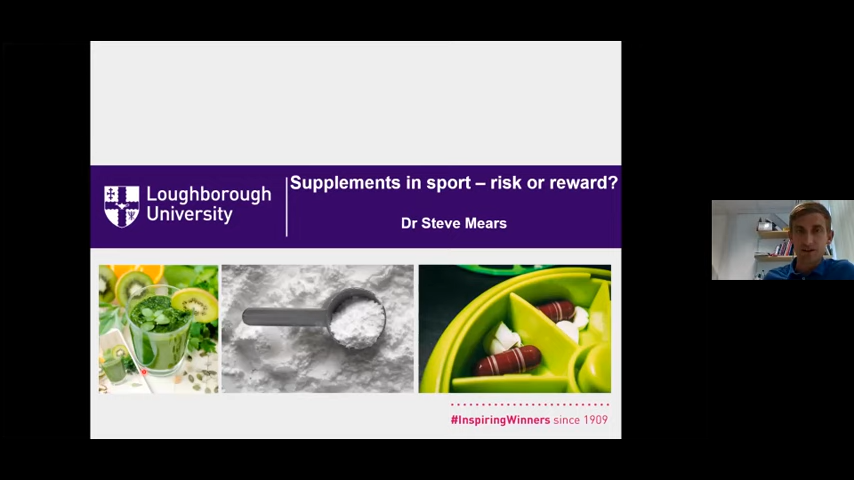 Loughborough
University
Supplements in sport – risk or reward?
Dr Steve Mears
#InspiringWinners since 1909